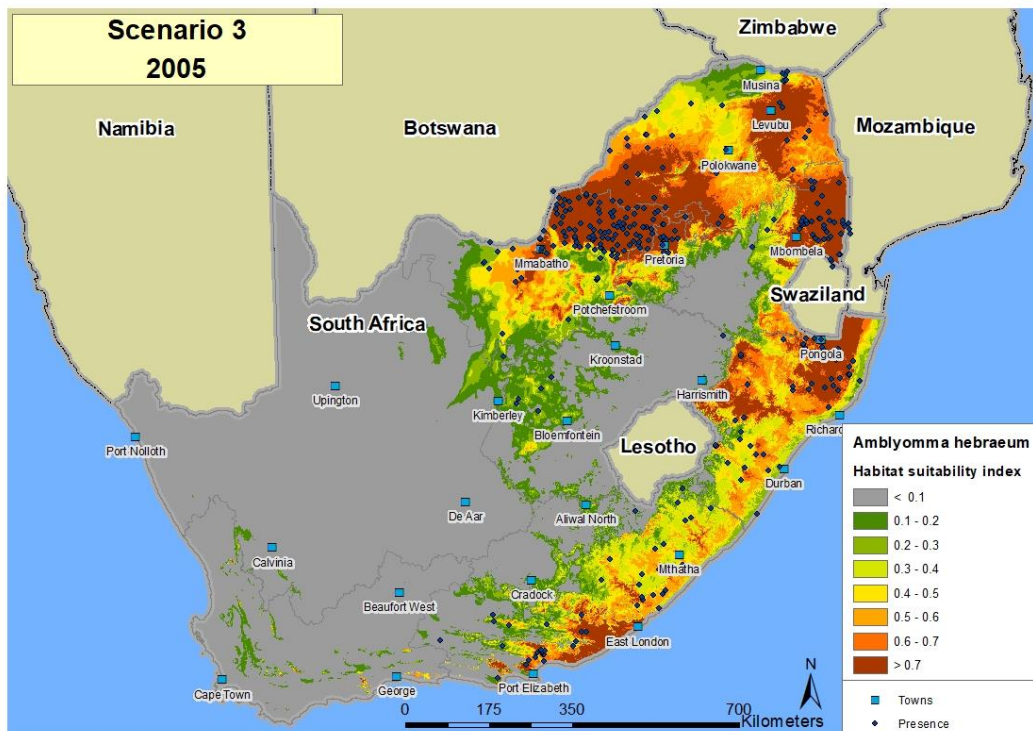 Scenario 3
2005
Zimbabwe
Musina
Namibia
Botswana
Levubu
Mozambique
Polokwane
Mmabatho
Pretoria
Mbombela
Swaziland
Potchefstroom
South Africa
Pongola
Kroonstad
Upington
Harrismith
Kimberley
Richard
Bloemfontein
Port Nolloth
Lesotho
Durban
De Aar
Aliwal North
Calvinia
Mthatha
Cradock
Beaufort West
East London
Cape Town
George
Port Elizabeth
N
0 175 350 700
Kilometers
Amblyomma hebraeum
Habitat suitability index
< 0.1
0.1 - 0.2
0.2 - 0.3
0.3 - 0.4
0.4 - 0.5
0.5 - 0.6
0.6 - 0.7
> 0.7
Towns
Presence